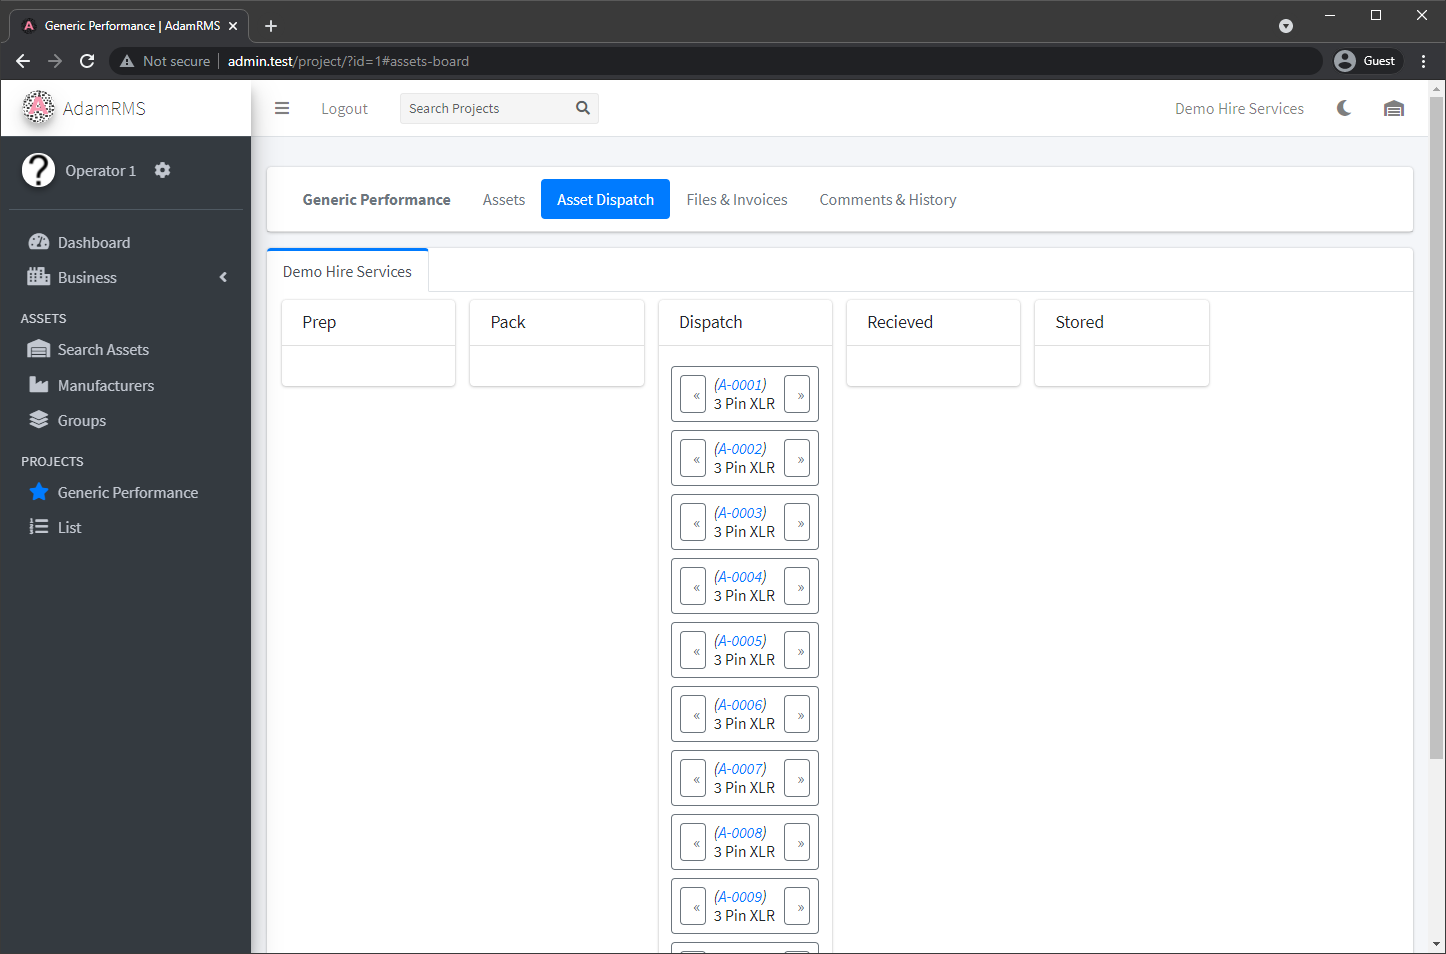 Generic Performance | AdamRMS
Not secure
admin.test/project/?id=1#assets-board
Guest
AdamRMS
Logout
Search Projects
Demo Hire Services
Operator 1
Dashboard
Business
ASSETS
Search Assets
Manufacturers
Groups
PROJECTS
Generic Performance
List
Generic Performance
Assets
Asset Dispatch
Files & Invoices
Comments & History
Demo Hire Services
Prep
Pack
Dispatch
Recieved
Stored
« (A-0001) »
3 Pin XLR
« (A-0002) »
3 Pin XLR
« (A-0003) »
3 Pin XLR
« (A-0004) »
3 Pin XLR
« (A-0005) »
3 Pin XLR
« (A-0006) »
3 Pin XLR
« (A-0007) »
3 Pin XLR
« (A-0008) »
3 Pin XLR
« (A-0009) »
3 Pin XLR